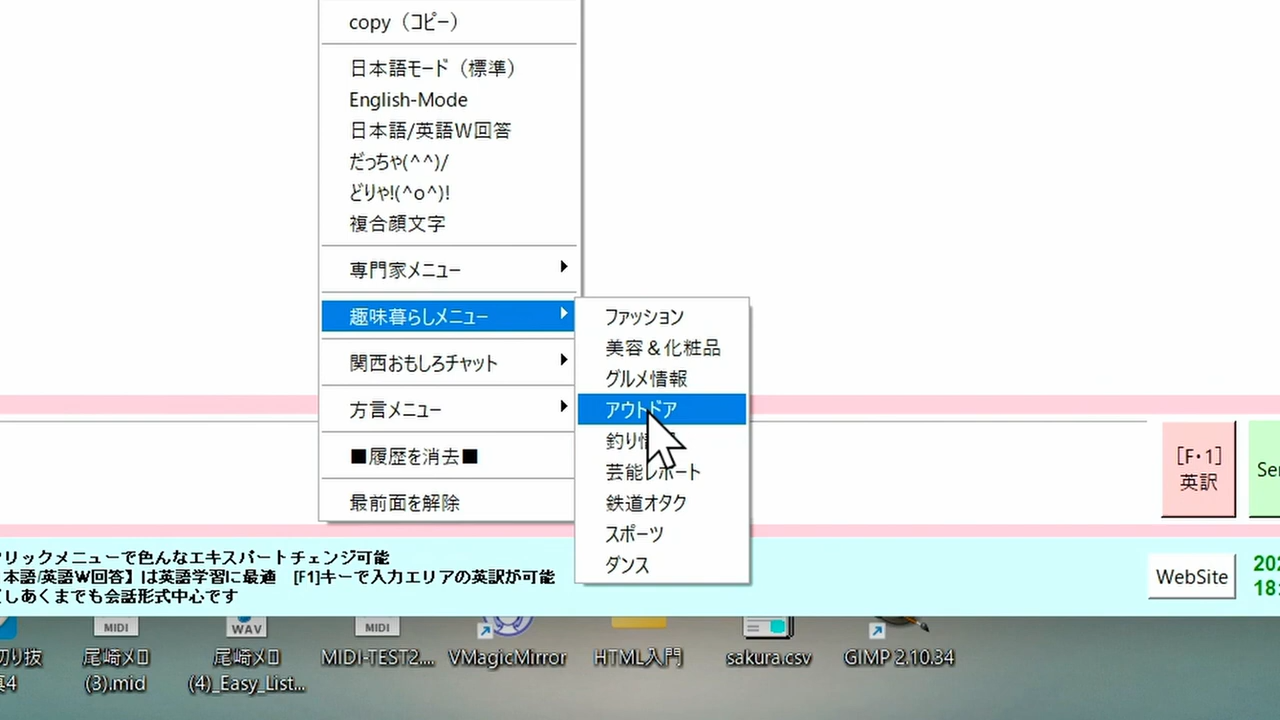 copy（コピー）
日本語モード（標準）
English-Mode
日本語/英語W回答
だっちゃ(^^)/
どりゃ!(^o^)!
複合顔文字
専門家メニュー
趣味暮らしメニュー
関西おもしろチャット
方言メニュー
■履歴を消去■
最前面を解除
ファッション
美容＆化粧品
グルメ情報
アウトドア
釣り情
芸能レポート
鉄道オタク
スポーツ
ダンス
[F・1]
英訳
リックメニューで色んなエキスパートチェンジ可能
本語/英語W回答】は英語学習に最適　[F1]キーで入力エリアの英訳が可能
しあくまでも会話形式中心です
WebSite
18:
MIDI
WAV
MIDI
切り抜
4
尾崎メロ
(3).mid
尾崎メロ
(4)_Easy_List...
MIDI-TEST2....
VMagicMirror
HTML入門
sakura.csv
GIMP 2.10.34